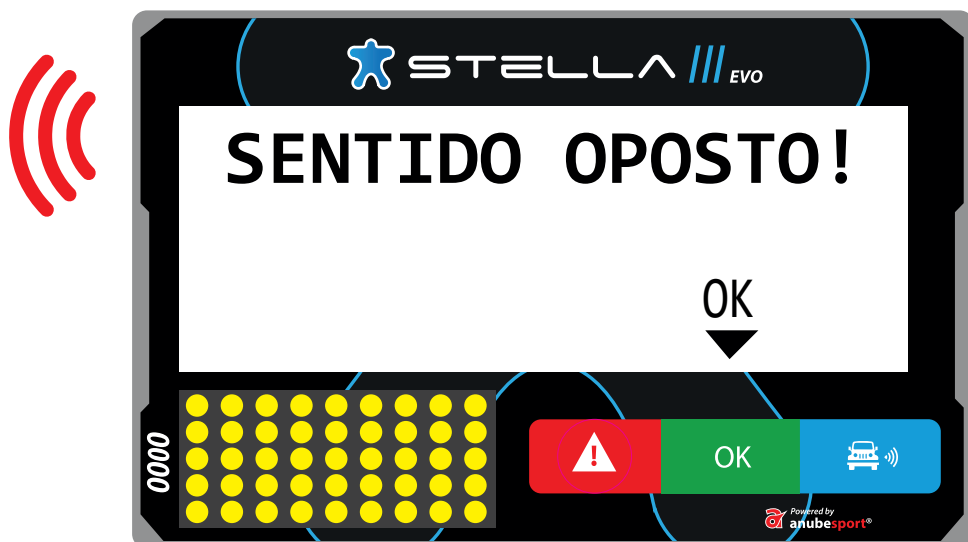 STELLA III EVO
SENTIDO OPOSTO!
OK
0000
OK
Powered by
anubesport®